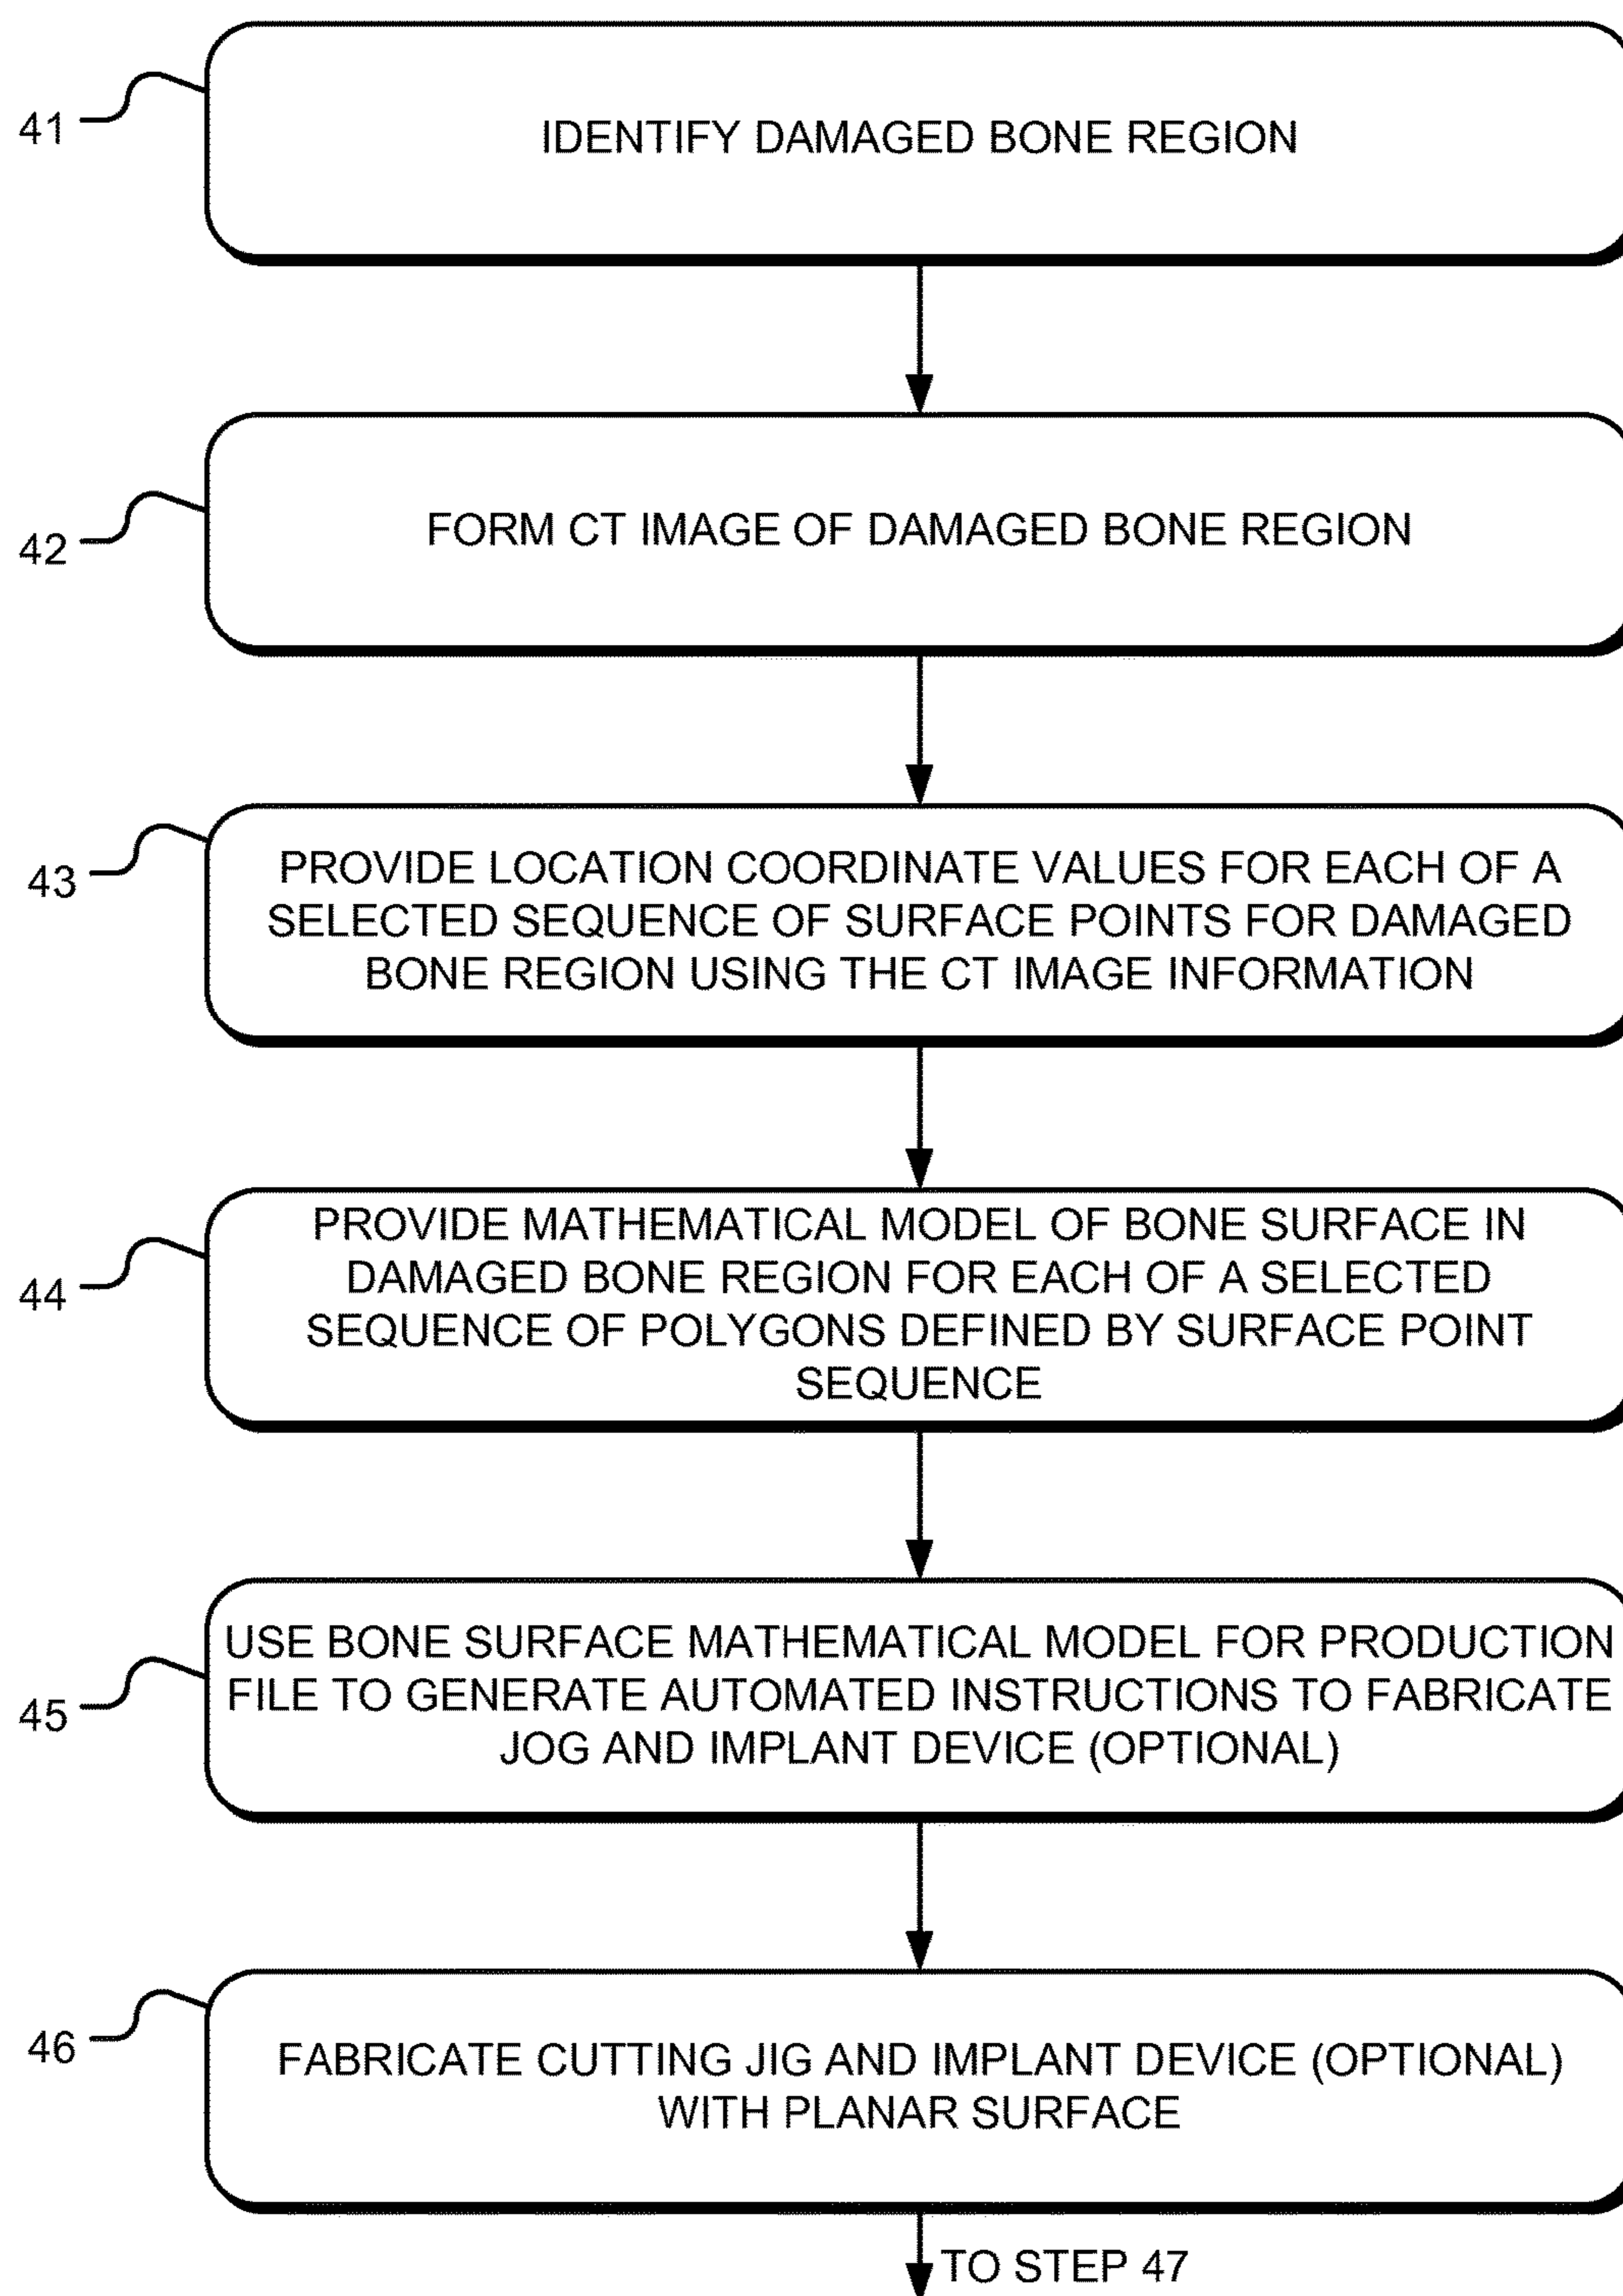 41
IDENTIFY DAMAGED BONE REGION
42
FORM CT IMAGE OF DAMAGED BONE REGION
43
PROVIDE LOCATION COORDINATE VALUES FOR EACH OF A
SELECTED SEQUENCE OF SURFACE POINTS FOR DAMAGED
BONE REGION USING THE CT IMAGE INFORMATION
44
PROVIDE MATHEMATICAL MODEL OF BONE SURFACE IN
DAMAGED BONE REGION FOR EACH OF A SELECTED
SEQUENCE OF POLYGONS DEFINED BY SURFACE POINT
SEQUENCE
45
USE BONE SURFACE MATHEMATICAL MODEL FOR PRODUCTION
FILE TO GENERATE AUTOMATED INSTRUCTIONS TO FABRICATE
JOG AND IMPLANT DEVICE (OPTIONAL)
46
FABRICATE CUTTING JIG AND IMPLANT DEVICE (OPTIONAL)
WITH PLANAR SURFACE
TO STEP 47